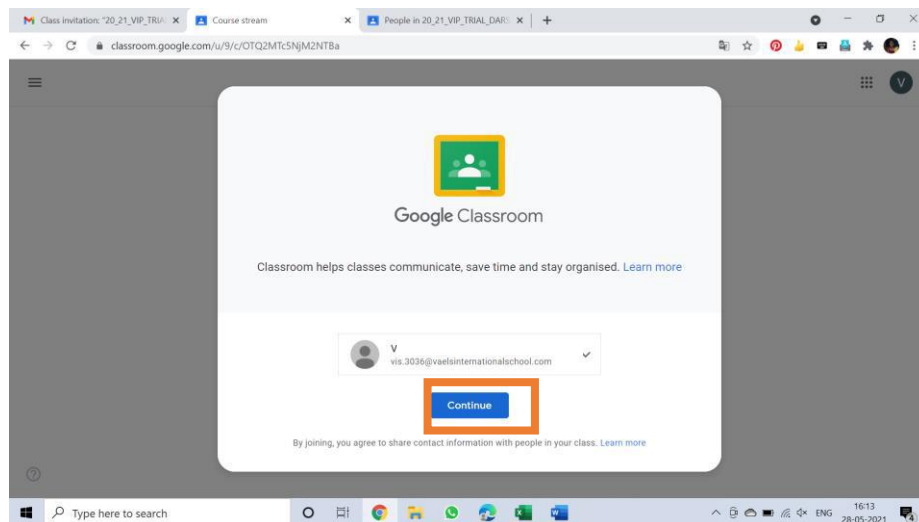 Class invitation: "20_21_VIP_TRIA
Course stream
People in 20_21_VIP_TRIAL_DARS
classroom.google.com/u/9/c/OTQ2MTc5NjM2NTBa
V
Google Classroom
Classroom helps classes communicate, save time and stay organised. Learn more
V
vis.3036@vaelsinternationalschool.com
Continue
By joining, you agree to share contact information with people in your class. Learn more
Type here to search
ENG
16:13
28-05-2021